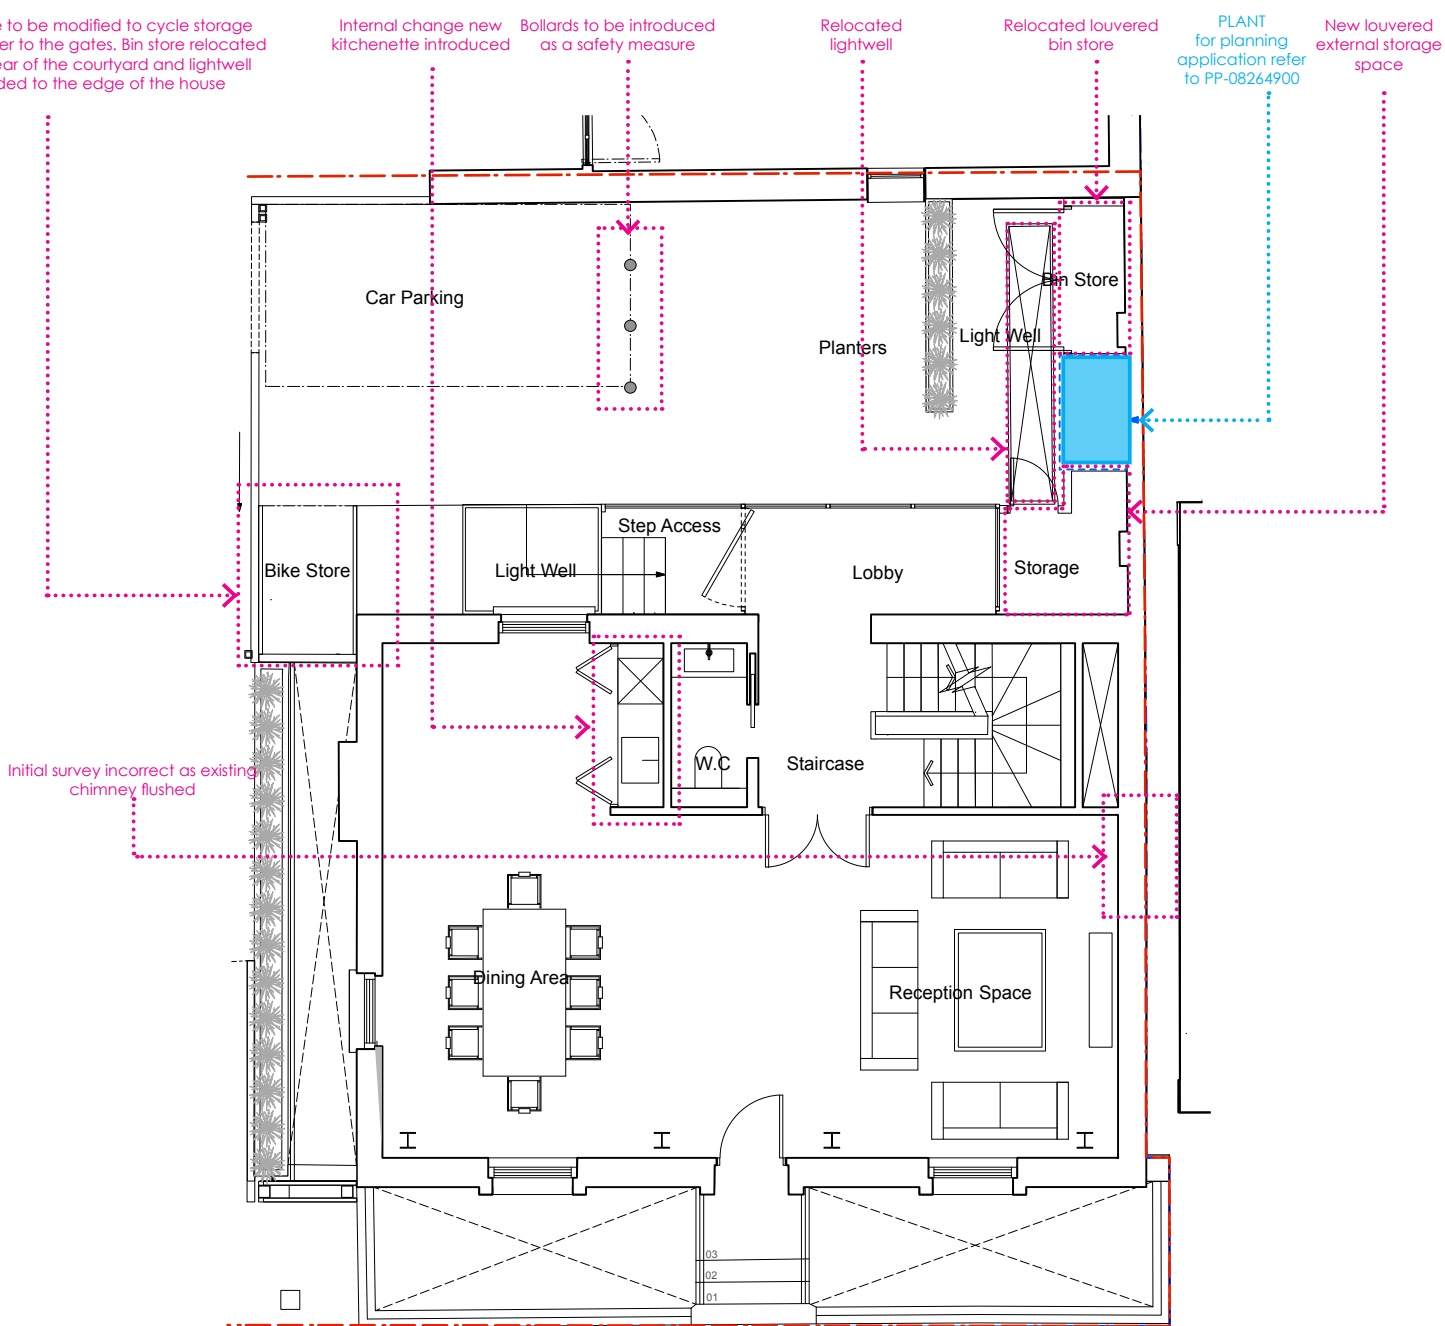 to be modified to cycle storage
to the gates. Bin store relocated
of the courtyard and lightwell
to the edge of the house
Internal change new
kitchenette introduced
Bollards to be introduced
as a safety measure
Relocated
lightwell
Relocated louvered
bin store
PLANT
for planning
application refer
to PP-08264900
New louvered
external storage
space
Car Parking
Bin Store
Light Well
Planters
Step Access
Bike Store
Light Well
Lobby
Storage
W.C
Staircase
Initial survey incorrect as existing
chimney flushed
Dining Area
Reception Space
03
02
01